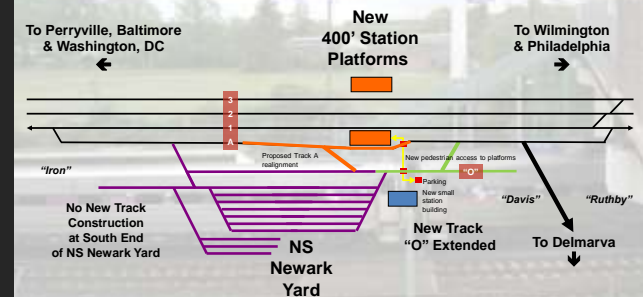 To Perryville, Baltimore
& Washington, DC
New
400' Station
Platforms
To Wilmington
& Philadelphia
3
2
1
A
Proposed Track A
realignment
New pedestrian access to platforms
"Iron"
"O"
Parking
New small
station
building
"Davis"
"Ruthby"
No New Track
Construction
at South End
of NS Newark Yard
NS
Newark
Yard
New Track
"O" Extended
To Delmarva